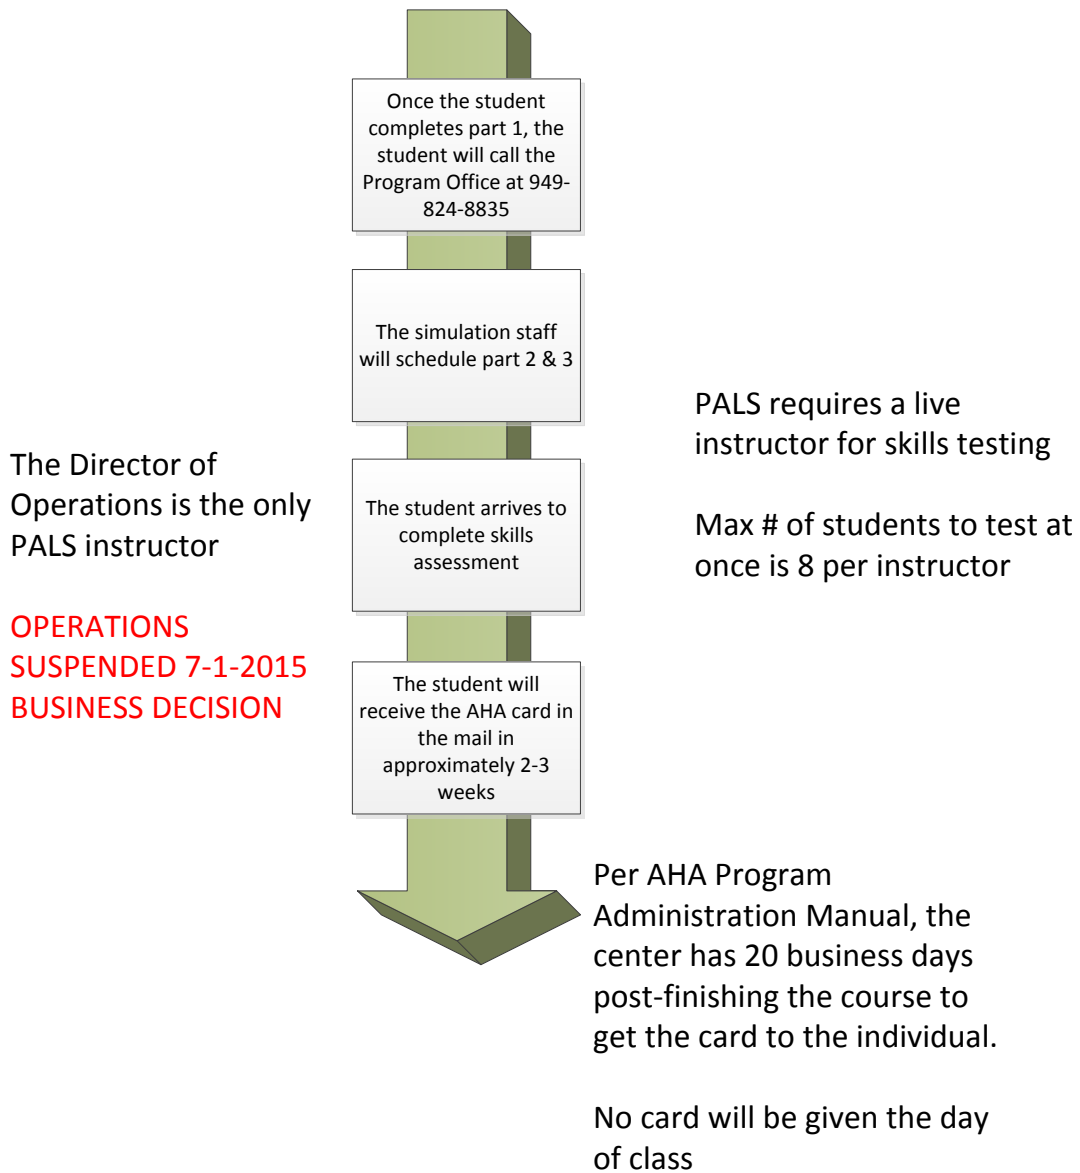 Once the student
completes part 1, the
student will call the
Program Office at 949-
824-8835
The simulation staff
will schedule part 2 & 3
PALS requires a live
instructor for skills testing
Max # of students to test at
once is 8 per instructor
The Director of
Operations is the only
PALS instructor
OPERATIONS
SUSPENDED 7-1-2015
BUSINESS DECISION
The student arrives to
complete skills
assessment
The student will
receive the AHA card in
the mail in
approximately 2-3
weeks
Per AHA Program
Administration Manual, the
center has 20 business days
post-finishing the course to
get the card to the individual.
No card will be given the day
of class